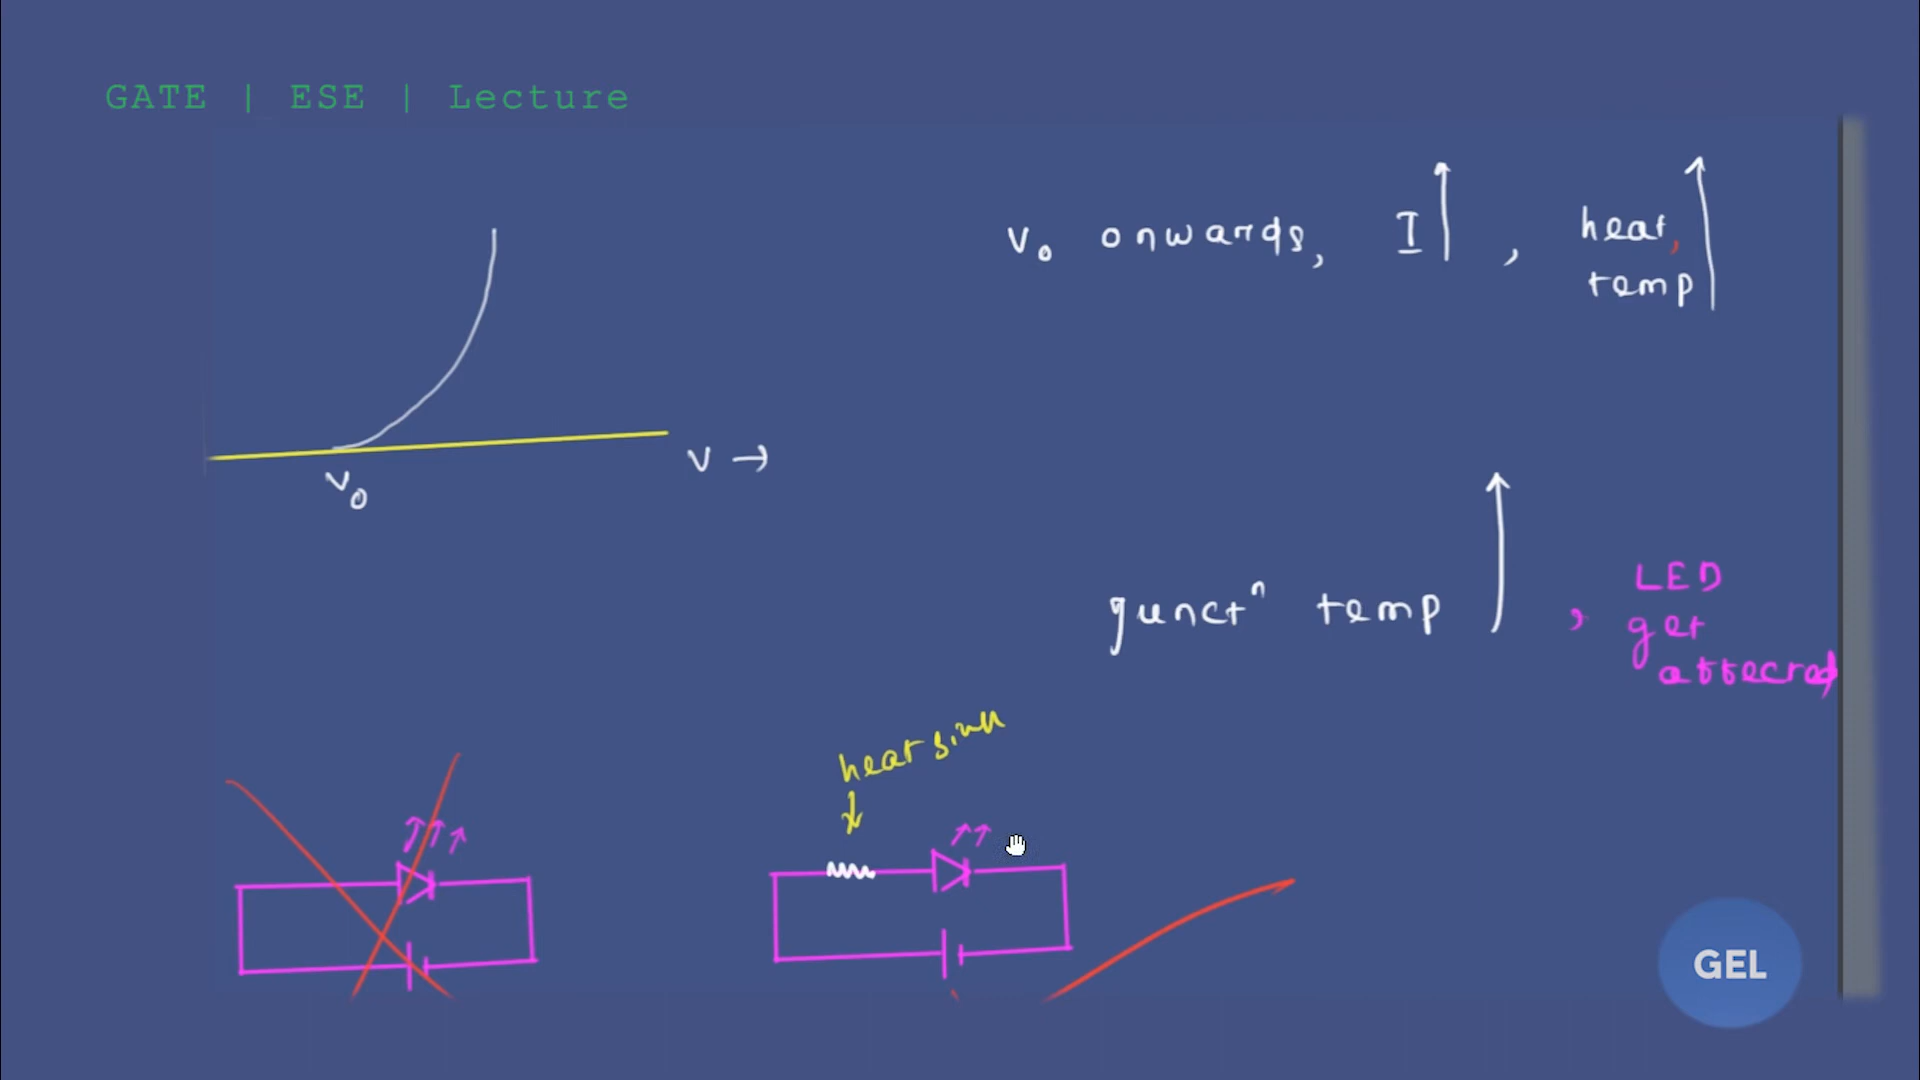 GATE | ESE | Lecture
V₀ onwards, I↑, heat, temp↑
V →
V₀
junctⁿ temp↑, LED get affected
heat sink
GEL